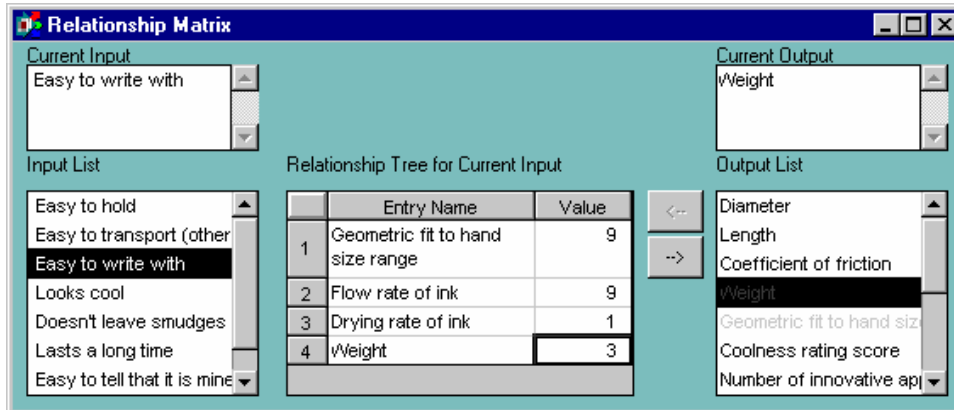 Relationship Matrix
Current Input
Easy to write with
Current Output
Weight
Input List
Easy to hold
Easy to transport (other
Easy to write with
Looks cool
Doesn't leave smudges
Lasts a long time
Easy to tell that it is mine
Relationship Tree for Current Input
Entry Name Value
1 Geometric fit to hand 9
size range
2 Flow rate of ink 9
3 Drying rate of ink 1
4 Weight 3
<--
-->
Output List
Diameter
Length
Coefficient of friction
Weight
Geometric fit to hand size
Coolness rating score
Number of innovative ap